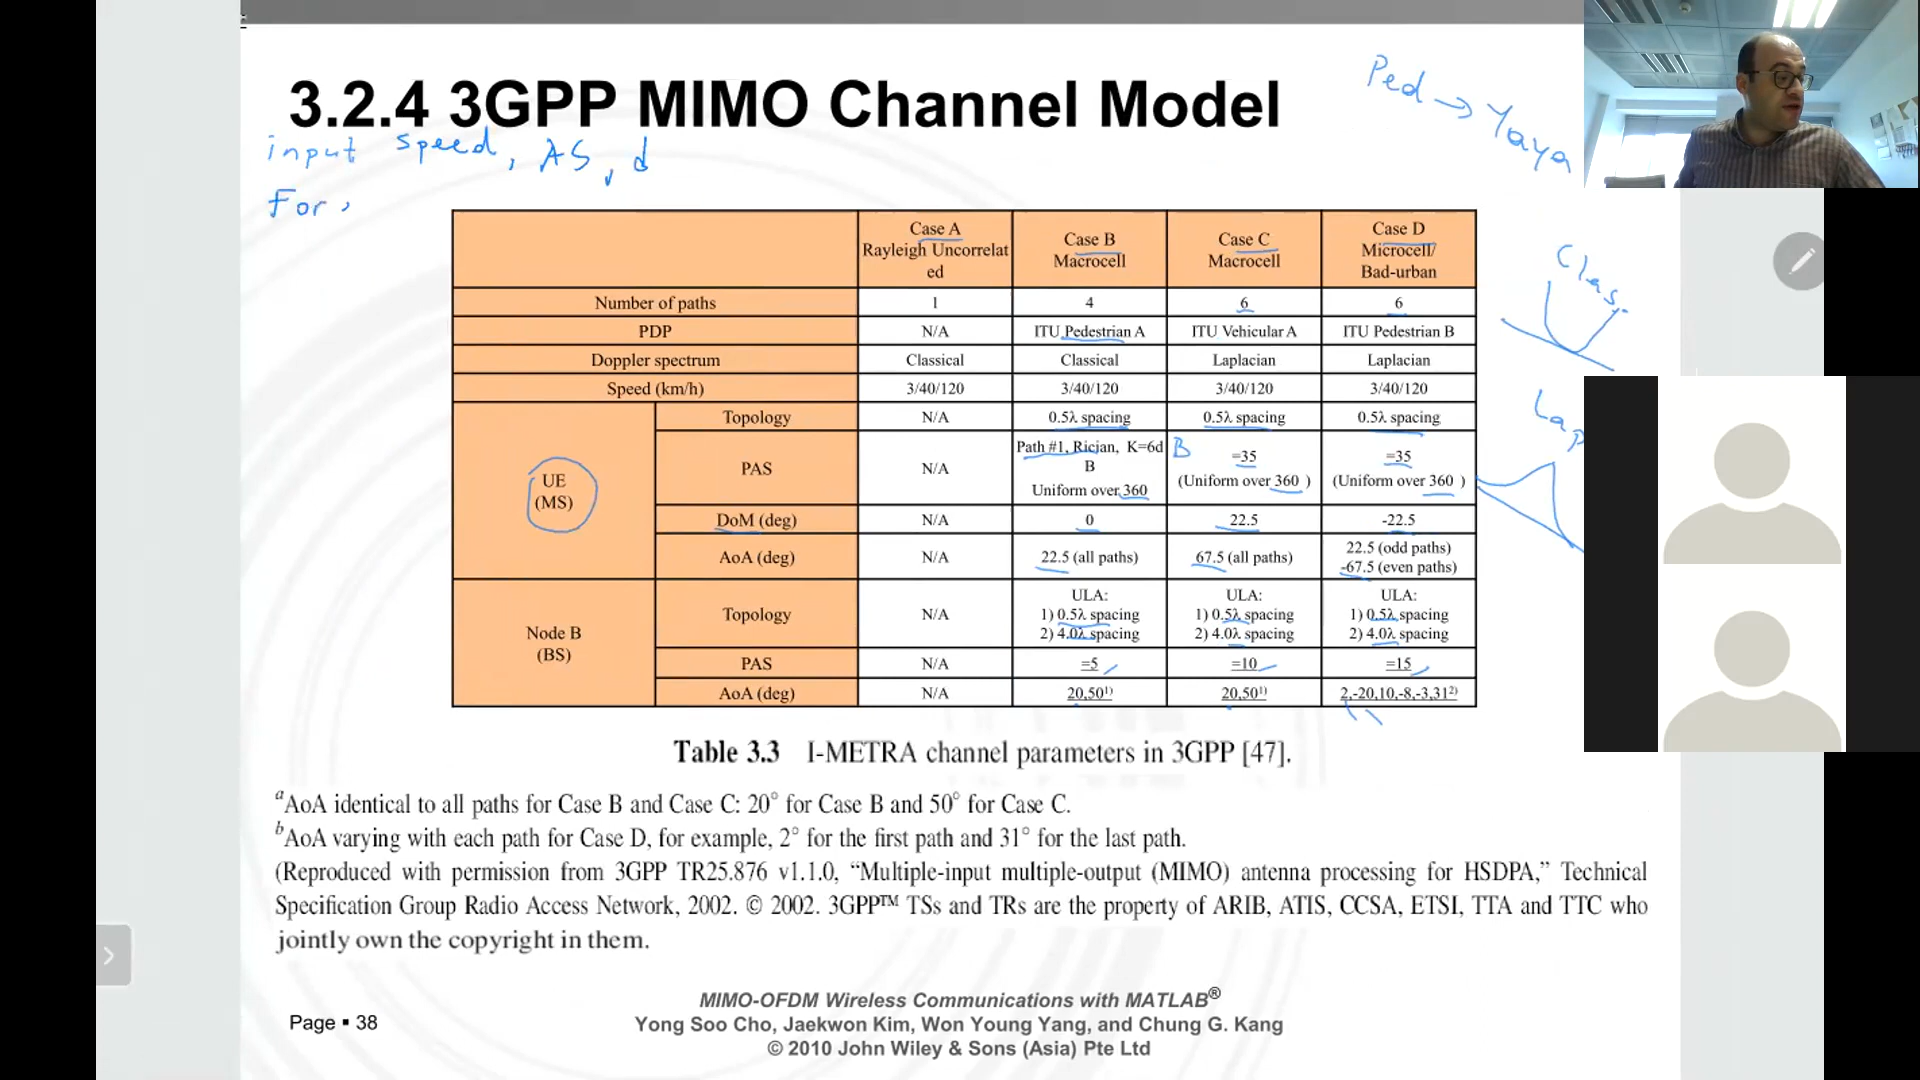 3.2.4 3GPP MIMO Channel Model
Ped → Yaya
input speed, AS, d
For,
Case A
Rayleigh Uncorrelat
ed
Case B
Macrocell
Case C
Macrocell
Case D
Microcell/
Bad-urban
Number of paths 1 4 6 6
PDP N/A ITU Pedestrian A ITU Vehicular A ITU Pedestrian B
Doppler spectrum Classical Classical Laplacian Laplacian
Speed (km/h) 3/40/120 3/40/120 3/40/120 3/40/120
UE
(MS)
Topology N/A 0.5λ spacing 0.5λ spacing 0.5λ spacing
PAS N/A
Path #1, Rician, K=6d
B
Uniform over 360
B
=35
(Uniform over 360 )
=35
(Uniform over 360 )
DoM (deg) N/A 0 22.5 -22.5
AoA (deg) N/A 22.5 (all paths) 67.5 (all paths)
22.5 (odd paths)
-67.5 (even paths)
Node B
(BS)
Topology N/A
ULA:
1) 0.5λ spacing
2) 4.0λ spacing
ULA:
1) 0.5λ spacing
2) 4.0λ spacing
ULA:
1) 0.5λ spacing
2) 4.0λ spacing
PAS N/A =5 =10 =15
AoA (deg) N/A 20,50¹⁾ 20,50¹⁾ 2,-20,10,-8,-3,31²⁾
Clas.
Lap
Table 3.3 I-METRA channel parameters in 3GPP [47].
ᵃAoA identical to all paths for Case B and Case C: 20° for Case B and 50° for Case C.
ᵇAoA varying with each path for Case D, for example, 2° for the first path and 31° for the last path.
(Reproduced with permission from 3GPP TR25.876 v1.1.0, “Multiple-input multiple-output (MIMO) antenna processing for HSDPA,” Technical
Specification Group Radio Access Network, 2002. © 2002. 3GPP™ TSs and TRs are the property of ARIB, ATIS, CCSA, ETSI, TTA and TTC who
jointly own the copyright in them.
Page ▪ 38
MIMO-OFDM Wireless Communications with MATLAB®
Yong Soo Cho, Jaekwon Kim, Won Young Yang, and Chung G. Kang
© 2010 John Wiley & Sons (Asia) Pte Ltd